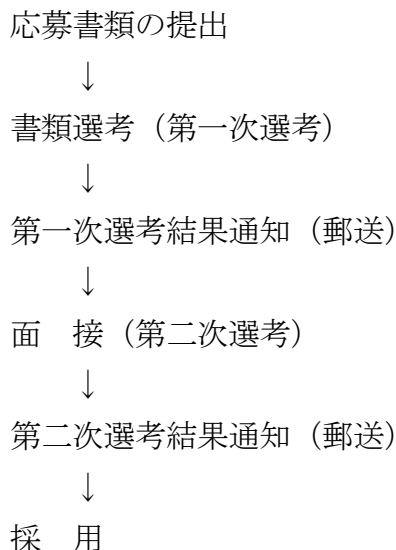 応募書類の提出
↓
書類選考（第一次選考）
↓
第一次選考結果通知（郵送）
↓
面　接（第二次選考）
↓
第二次選考結果通知（郵送）
↓
採　用